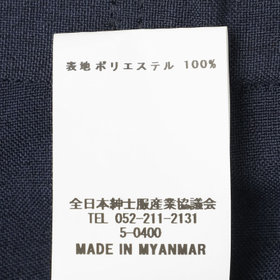 表地 ポリエステル 100%
全日本紳士服産業協議会
TEL 052-211-2131
5-0400
MADE IN MYANMAR